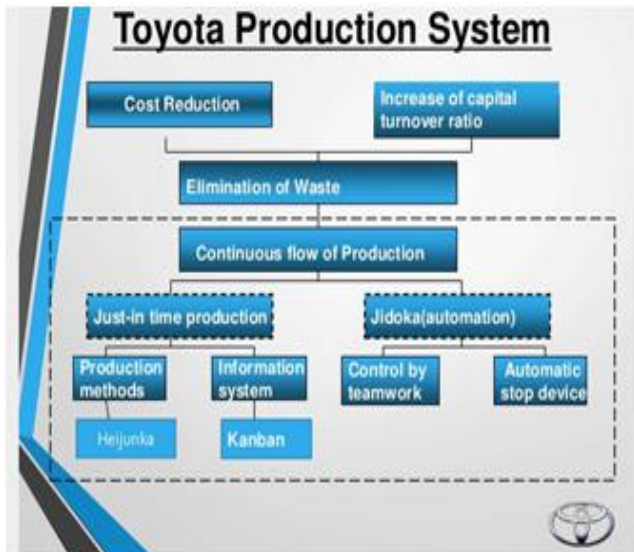 Toyota Production System
Cost Reduction
Increase of capital
turnover ratio
Elimination of Waste
Continuous flow of Production
Just-in time production
Jidoka(automation)
Production
methods
Information
system
Control by
teamwork
Automatic
stop device
Heijunka
Kanban